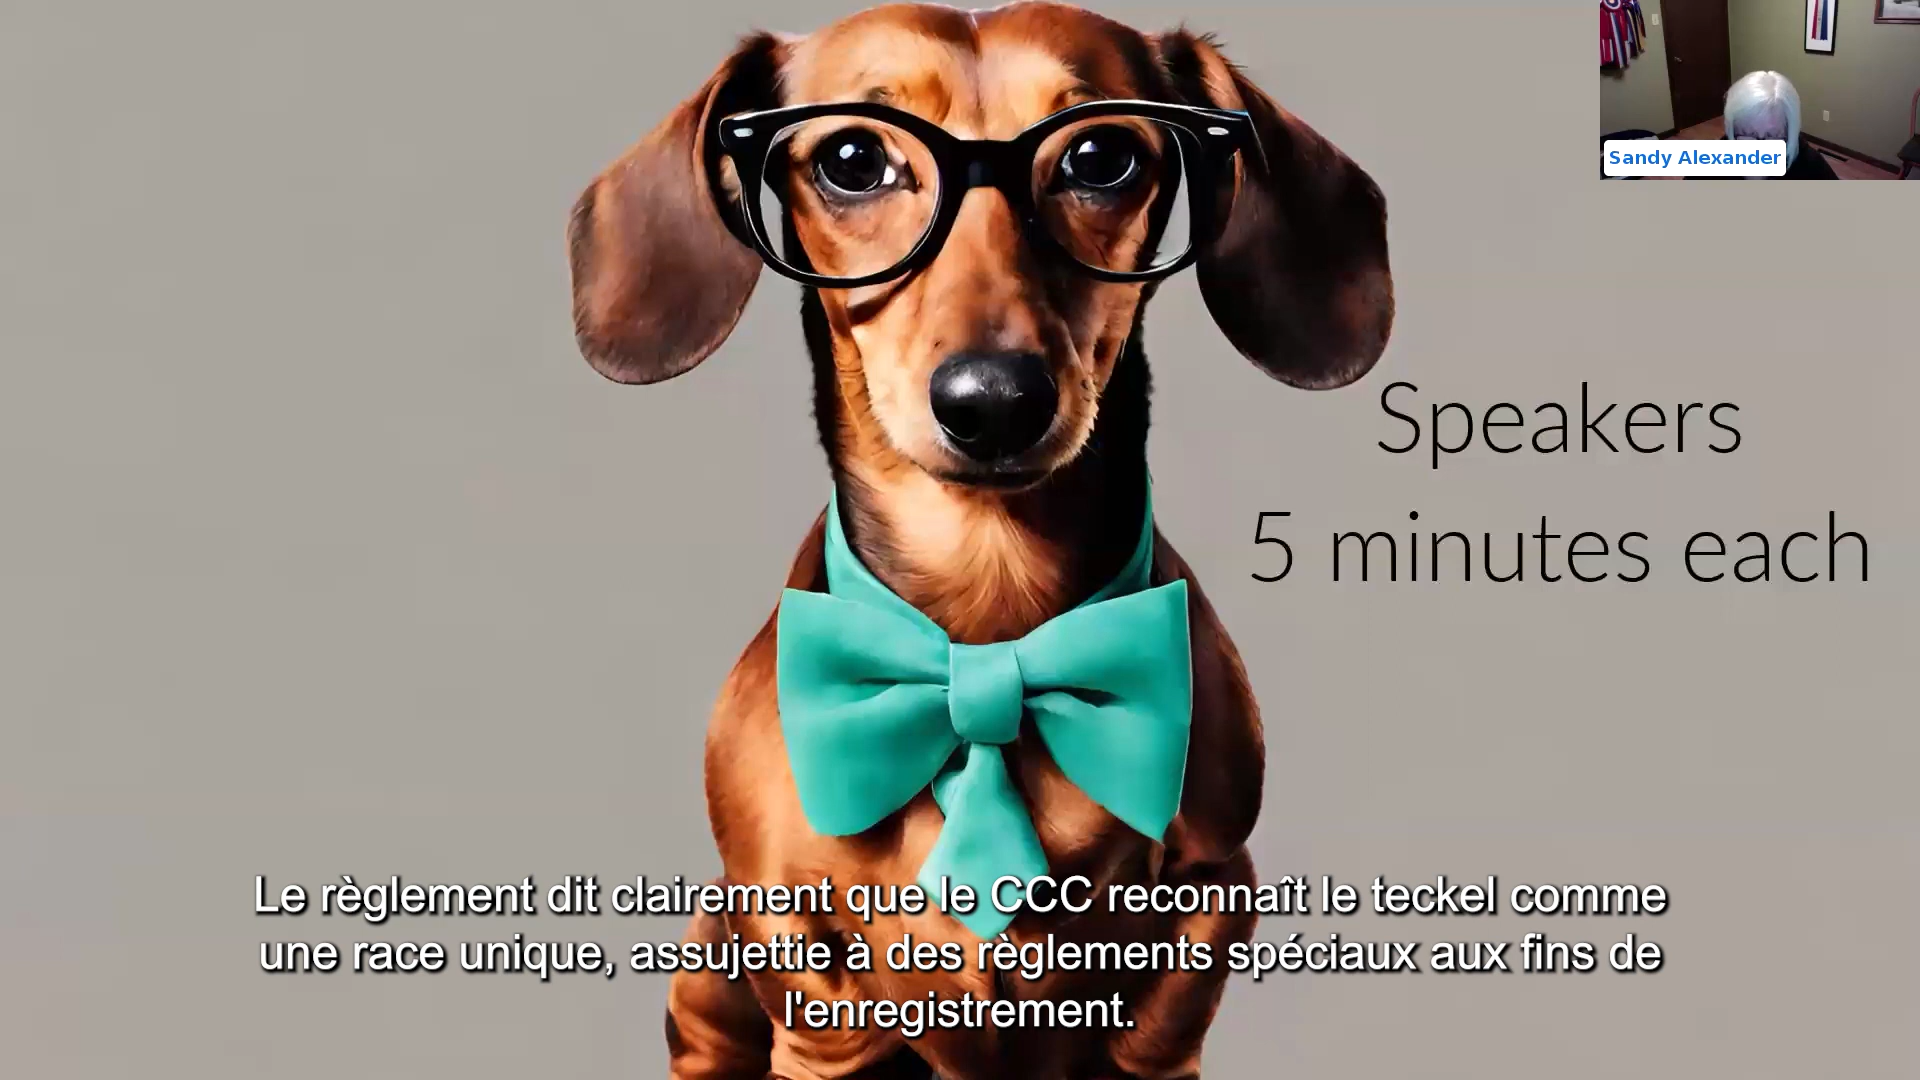 Sandy Alexander
Speakers
5 minutes each
Le règlement dit clairement que le CCC reconnaît le teckel comme
une race unique, assujettie à des règlements spéciaux aux fins de
l'enregistrement.